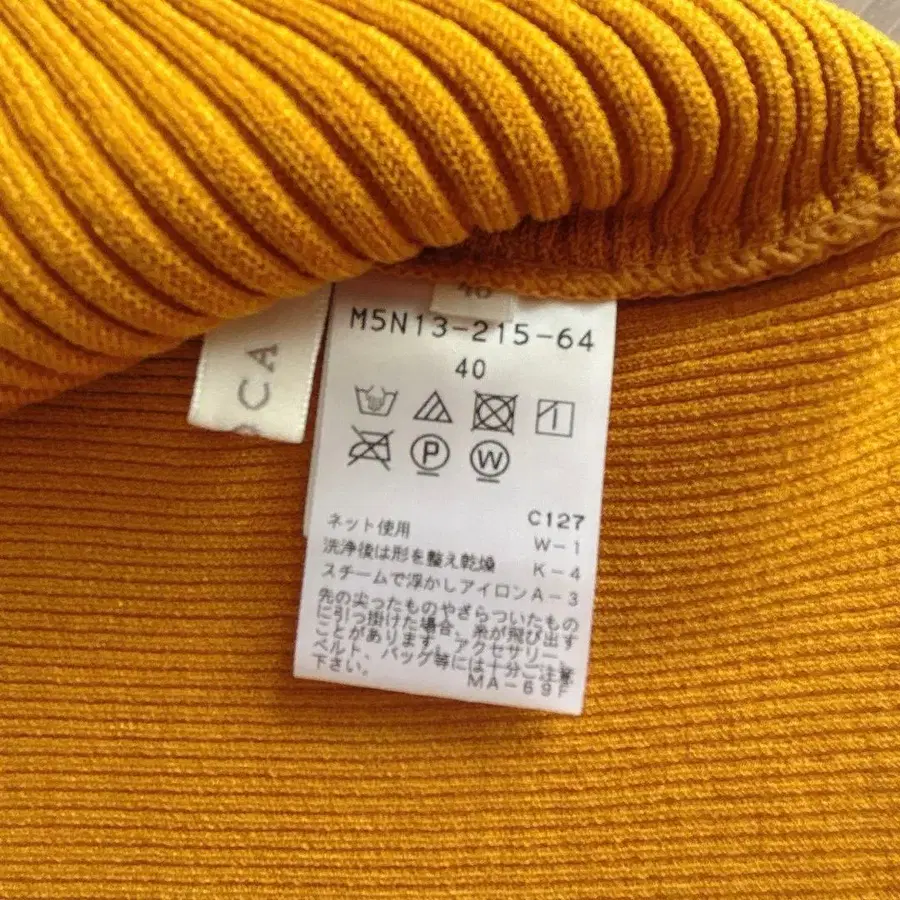 40
CA
M5N13-215-64
40
P
W
ネット使用 C127
洗浄後は形を整え乾燥 W-1
K-4
スチームで浮かしアイロン A-3
先の尖ったものやざらついたもの
に引っ掛けた場合、糸が飛び出す
ことがあります。アクセサリー、
ベルト、バッグ等には十分ご注意
下さい。 MA-69F